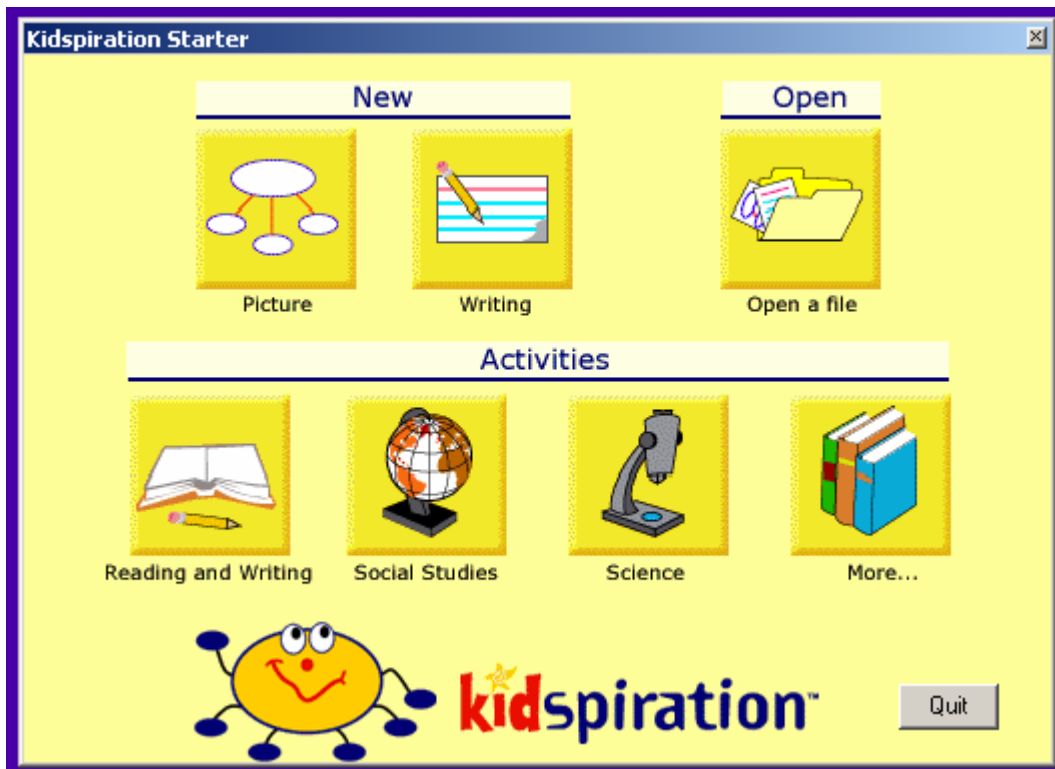 Kidspiration Starter
New
Open
Picture
Writing
Open a file
Activities
Reading and Writing
Social Studies
Science
More...
kidspiration™
Quit